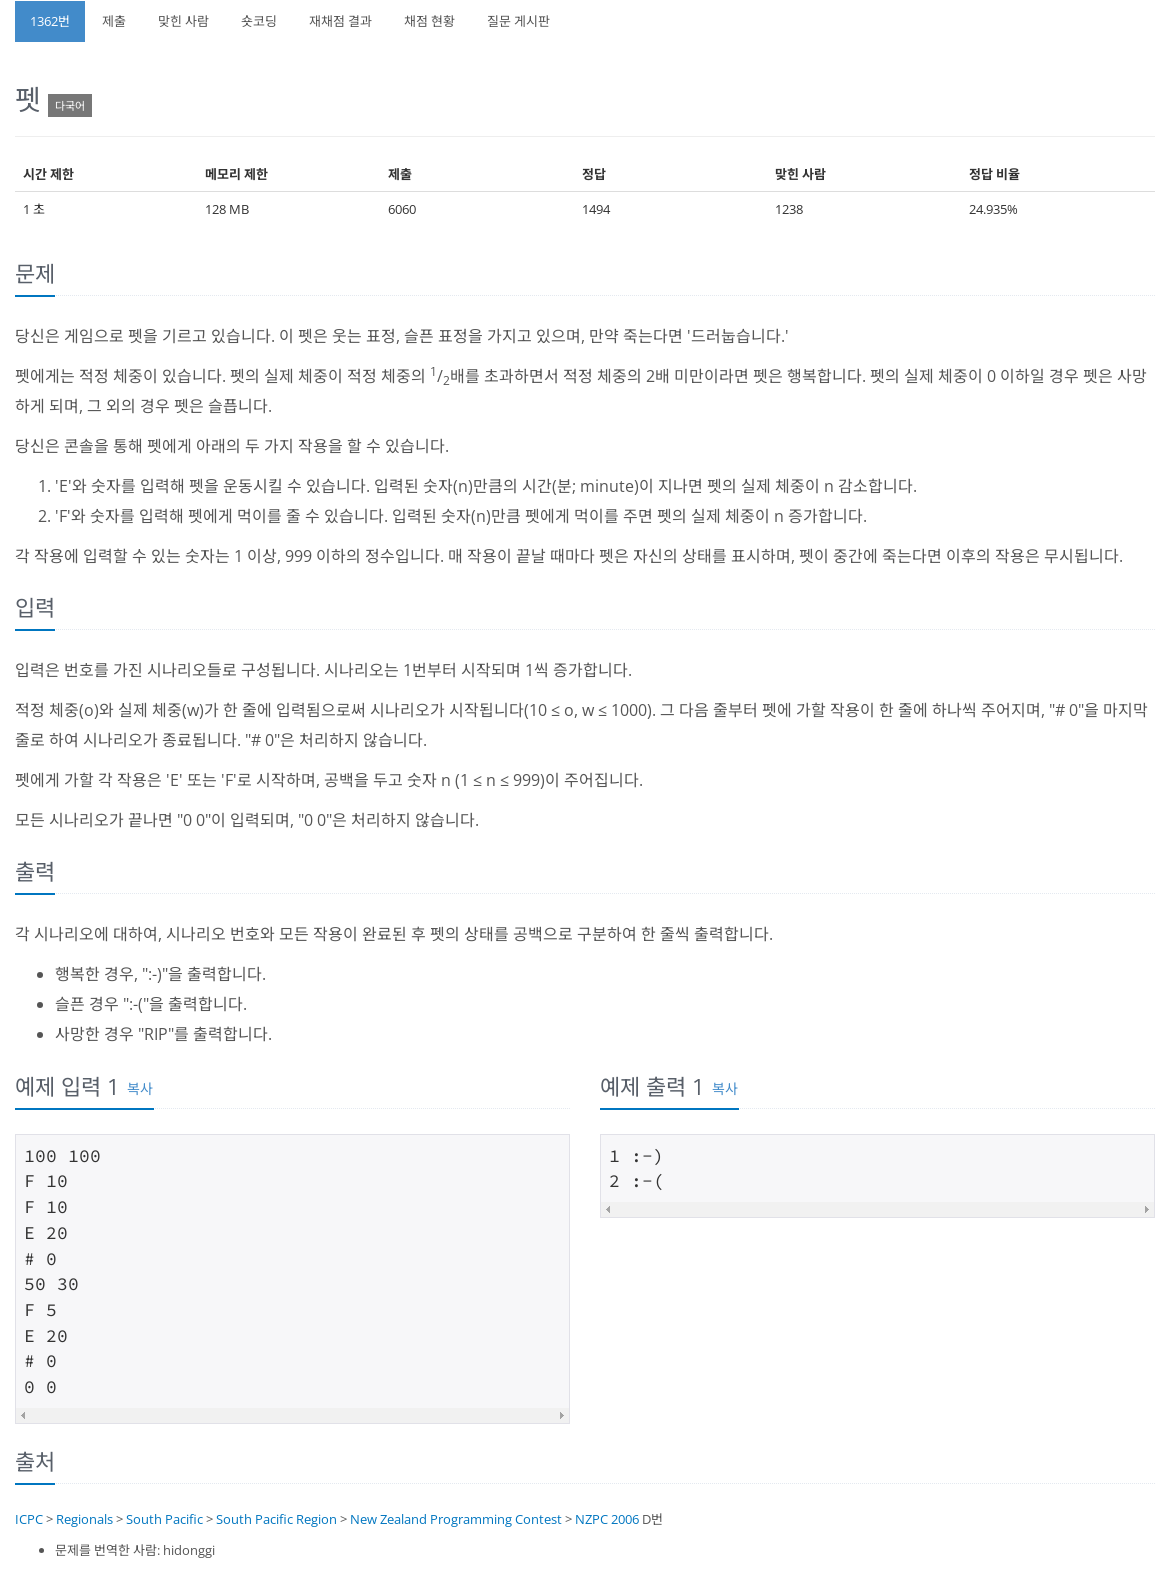 1362번 제출 맞힌 사람 숏코딩 재채점 결과 채점 현황 질문 게시판
펫 다국어
시간 제한 메모리 제한 제출 정답 맞힌 사람 정답 비율
1 초 128 MB 6060 1494 1238 24.935%
문제
당신은 게임으로 펫을 기르고 있습니다. 이 펫은 웃는 표정, 슬픈 표정을 가지고 있으며, 만약 죽는다면 '드러눕습니다.'
펫에게는 적정 체중이 있습니다. 펫의 실제 체중이 적정 체중의 1/2배를 초과하면서 적정 체중의 2배 미만이라면 펫은 행복합니다. 펫의 실제 체중이 0 이하일 경우 펫은 사망
하게 되며, 그 외의 경우 펫은 슬픕니다.
당신은 콘솔을 통해 펫에게 아래의 두 가지 작용을 할 수 있습니다.
1. 'E'와 숫자를 입력해 펫을 운동시킬 수 있습니다. 입력된 숫자(n)만큼의 시간(분; minute)이 지나면 펫의 실제 체중이 n 감소합니다.
2. 'F'와 숫자를 입력해 펫에게 먹이를 줄 수 있습니다. 입력된 숫자(n)만큼 펫에게 먹이를 주면 펫의 실제 체중이 n 증가합니다.
각 작용에 입력할 수 있는 숫자는 1 이상, 999 이하의 정수입니다. 매 작용이 끝날 때마다 펫은 자신의 상태를 표시하며, 펫이 중간에 죽는다면 이후의 작용은 무시됩니다.
입력
입력은 번호를 가진 시나리오들로 구성됩니다. 시나리오는 1번부터 시작되며 1씩 증가합니다.
적정 체중(o)와 실제 체중(w)가 한 줄에 입력됨으로써 시나리오가 시작됩니다(10 ≤ o, w ≤ 1000). 그 다음 줄부터 펫에 가할 작용이 한 줄에 하나씩 주어지며, "# 0"을 마지막
줄로 하여 시나리오가 종료됩니다. "# 0"은 처리하지 않습니다.
펫에게 가할 각 작용은 'E' 또는 'F'로 시작하며, 공백을 두고 숫자 n (1 ≤ n ≤ 999)이 주어집니다.
모든 시나리오가 끝나면 "0 0"이 입력되며, "0 0"은 처리하지 않습니다.
출력
각 시나리오에 대하여, 시나리오 번호와 모든 작용이 완료된 후 펫의 상태를 공백으로 구분하여 한 줄씩 출력합니다.
• 행복한 경우, ":-)"을 출력합니다.
• 슬픈 경우 ":-("을 출력합니다.
• 사망한 경우 "RIP"를 출력합니다.
예제 입력 1 복사
100 100
F 10
F 10
E 20
# 0
50 30
F 5
E 20
# 0
0 0
예제 출력 1 복사
1 :-)
2 :-(
출처
ICPC > Regionals > South Pacific > South Pacific Region > New Zealand Programming Contest > NZPC 2006 D번
• 문제를 번역한 사람: hidonggi